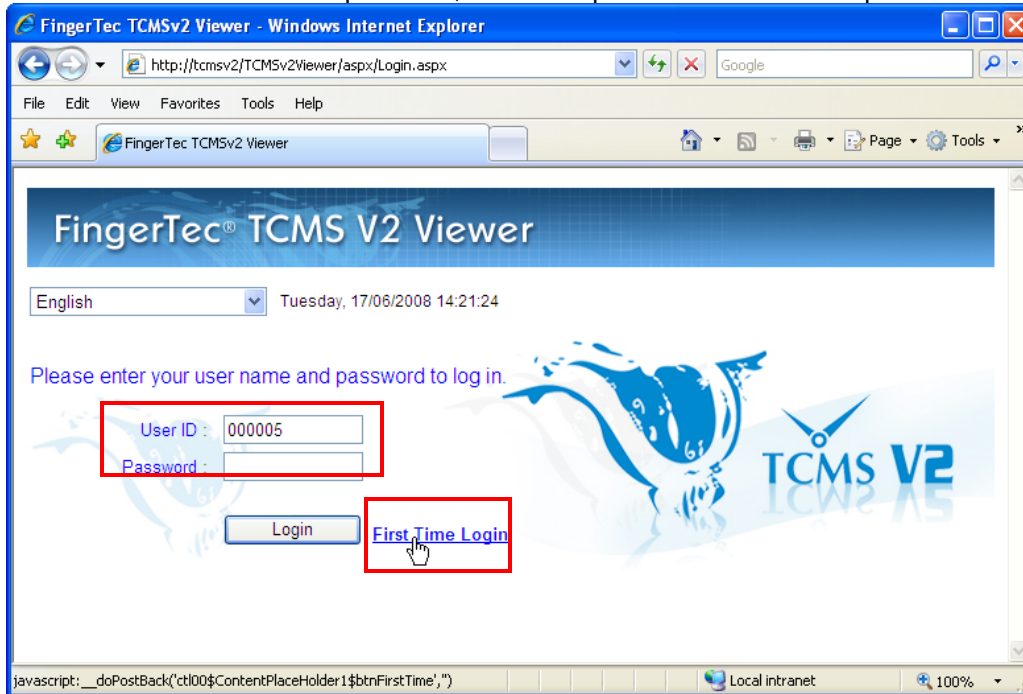 FingerTec TCMSv2 Viewer - Windows Internet Explorer
http://tcmsv2/TCMSv2Viewer/aspx/Login.aspx
Google
File Edit View Favorites Tools Help
FingerTec TCMSv2 Viewer
Page Tools
FingerTec® TCMS V2 Viewer
English
Tuesday, 17/06/2008 14:21:24
Please enter your user name and password to log in.
User ID : 000005
Password :
TCMS V2
Login
First Time Login
javascript:__doPostBack('ctl00$ContentPlaceHolder1$btnFirstTime','')
Local intranet
100%